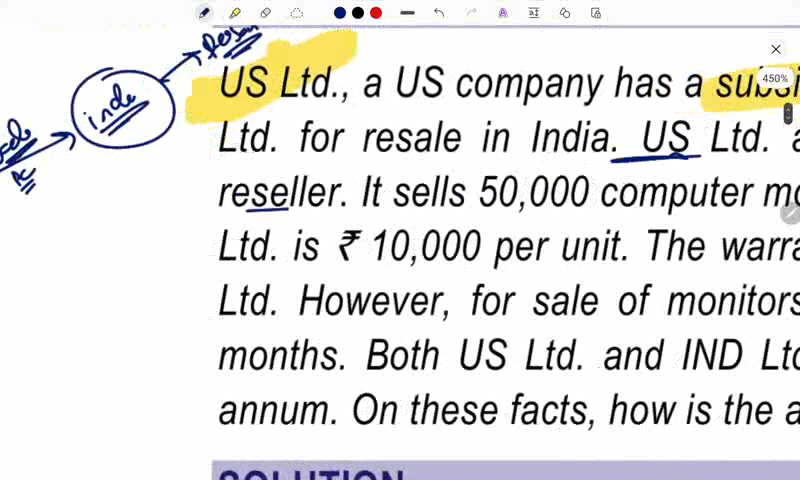 450%
US Ltd., a US company has a subsi
Ltd. for resale in India. US Ltd. a
reseller. It sells 50,000 computer mo
Ltd. is ₹ 10,000 per unit. The warra
Ltd. However, for sale of monitors
months. Both US Ltd. and IND Ltd
annum. On these facts, how is the a
SOLUTION